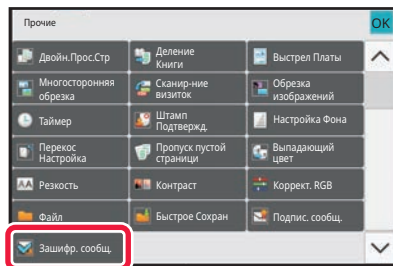 Прочие
OK
Двойн.Прос.Стр
Деление
Книги
Выстрел Платы
Многосторонняя
обрезка
Сканир-ние
визиток
Обрезка
изображений
Таймер
Штамп
Подтвержд.
Настройка Фона
Перекос
Настройка
Пропуск пустой
страници
Выпадающий
цвет
Резкость
Контраст
Коррект. RGB
Файл
Быстрое Сохран
Подпис. сообщ.
Зашифр. сообщ.